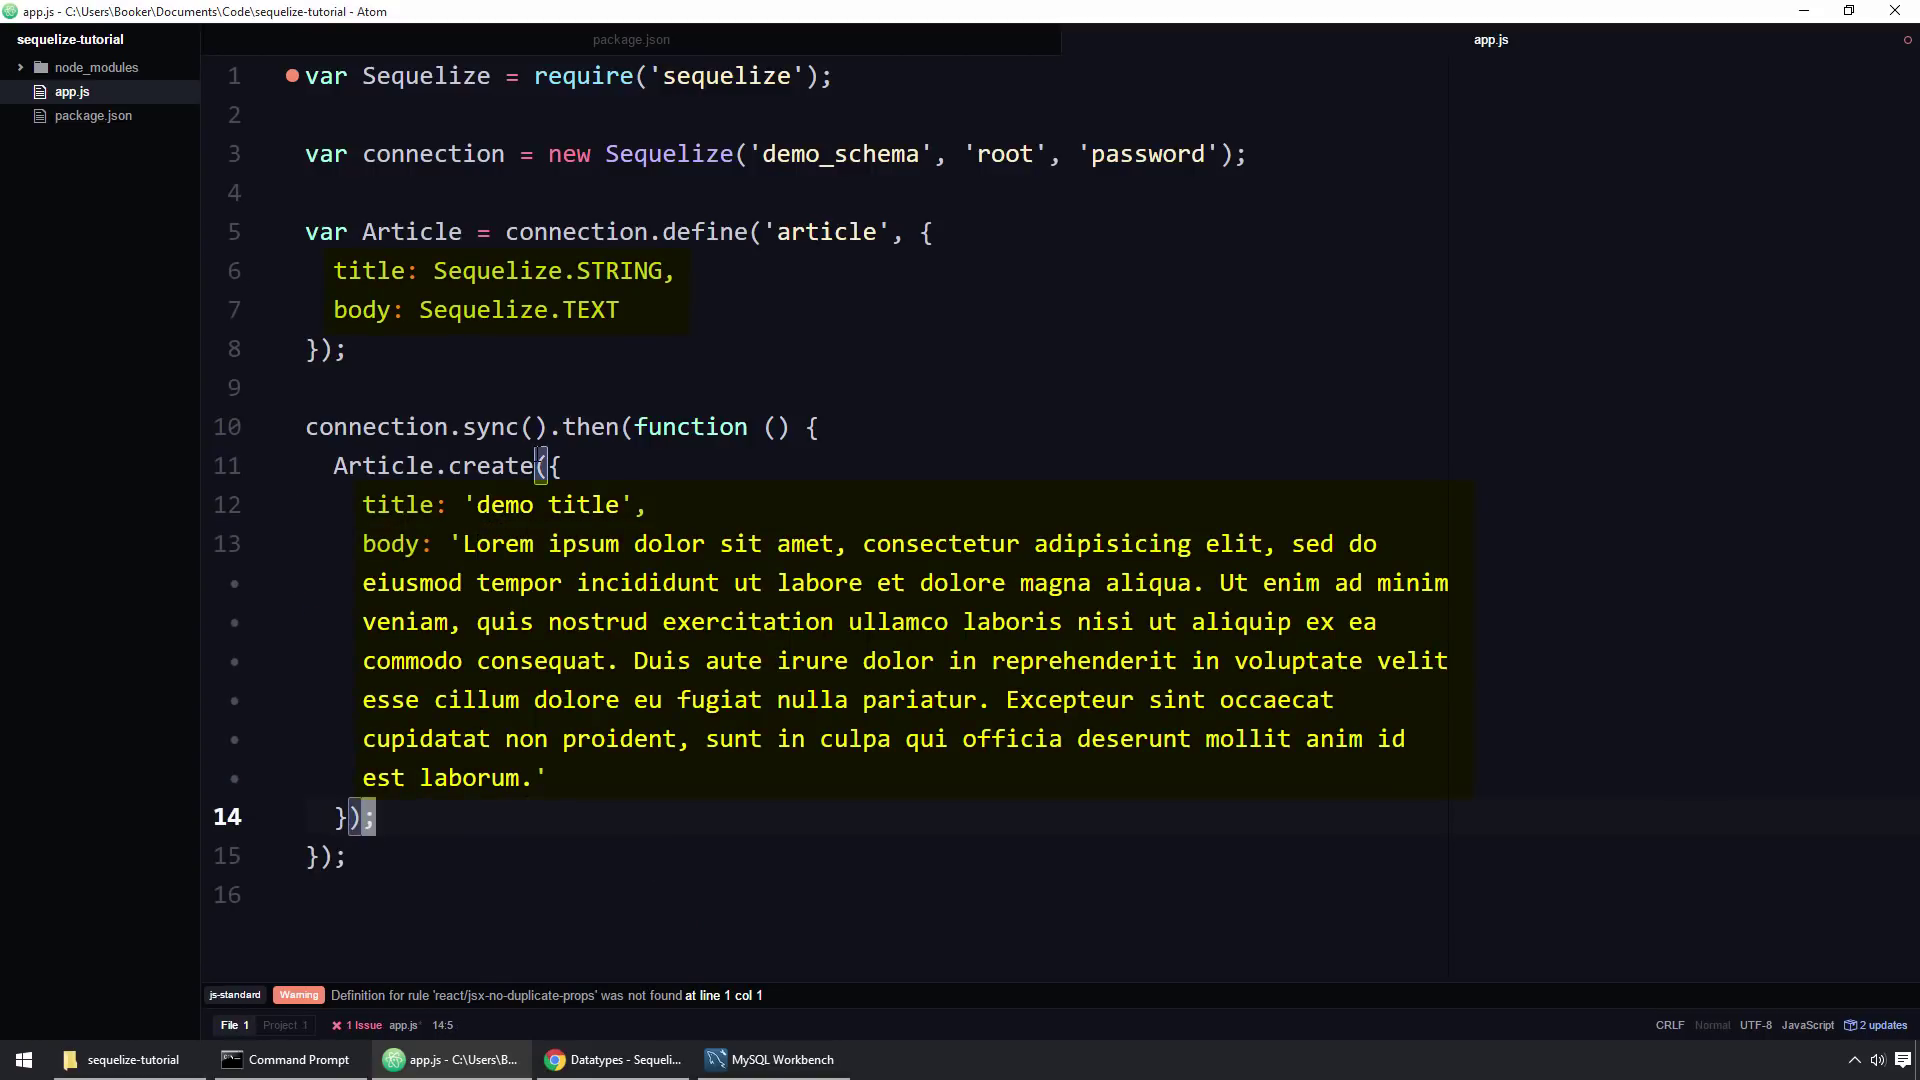 app.js - C:\Users\Booker\Documents\Code\sequelize-tutorial - Atom
sequelize-tutorial
package.json
app.js
node_modules
app.js
package.json
1 var Sequelize = require('sequelize');
2
3 var connection = new Sequelize('demo_schema', 'root', 'password');
4
5 var Article = connection.define('article', {
6 title: Sequelize.STRING,
7 body: Sequelize.TEXT
8 });
9
10 connection.sync().then(function () {
11 Article.create({
12 title: 'demo title',
13 body: 'Lorem ipsum dolor sit amet, consectetur adipisicing elit, sed do
eiusmod tempor incididunt ut labore et dolore magna aliqua. Ut enim ad minim
veniam, quis nostrud exercitation ullamco laboris nisi ut aliquip ex ea
commodo consequat. Duis aute irure dolor in reprehenderit in voluptate velit
esse cillum dolore eu fugiat nulla pariatur. Excepteur sint occaecat
cupidatat non proident, sunt in culpa qui officia deserunt mollit anim id
est laborum.'
14 });
15 });
16
js-standard Warning Definition for rule 'react/jsx-no-duplicate-props' was not found at line 1 col 1
File 1 Project 1 1 Issue app.js* 14:5 CRLF Normal UTF-8 JavaScript 2 updates
sequelize-tutorial Command Prompt app.js - C:\Users\B... Datatypes - Sequeli... MySQL Workbench